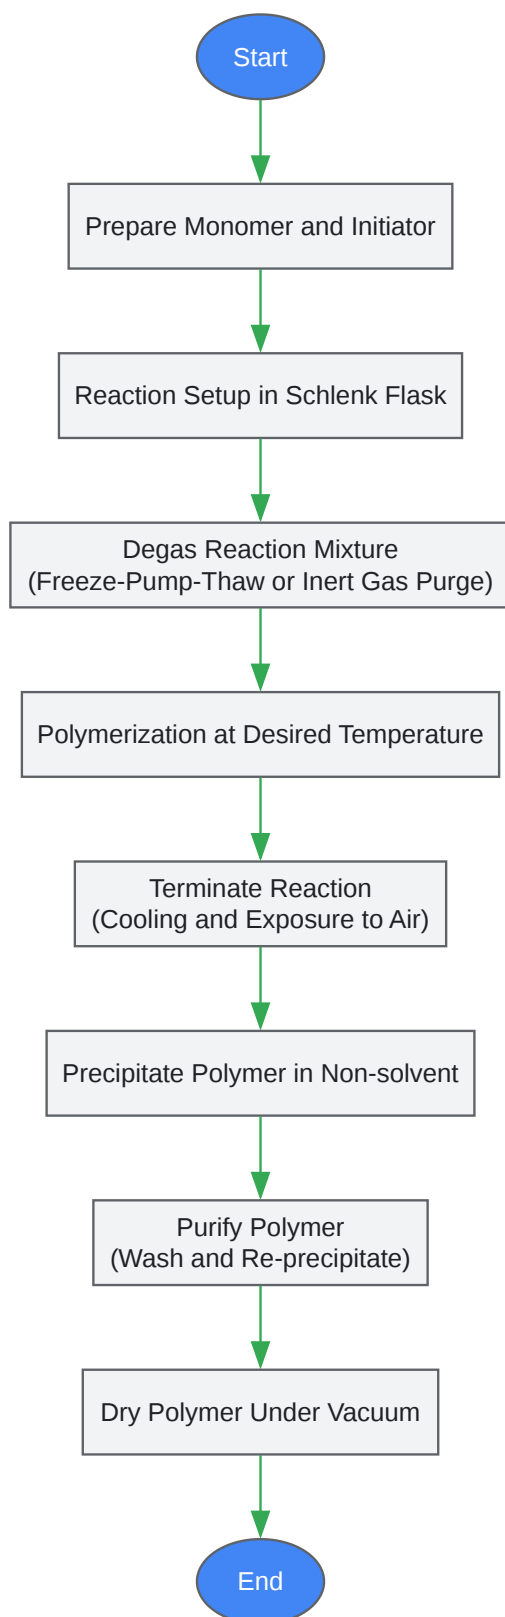 Start
Prepare Monomer and Initiator
Reaction Setup in Schlenk Flask
Degas Reaction Mixture
(Freeze-Pump-Thaw or Inert Gas Purge)
Polymerization at Desired Temperature
Terminate Reaction
(Cooling and Exposure to Air)
Precipitate Polymer in Non-solvent
Purify Polymer
(Wash and Re-precipitate)
Dry Polymer Under Vacuum
End